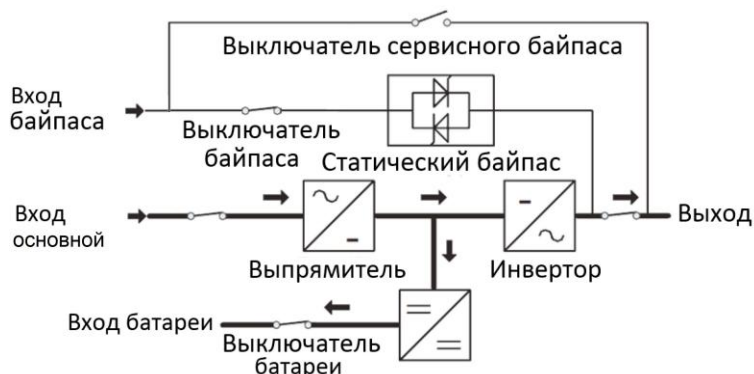 Выключатель сервисного байпаса
Вход
байпаса
Выключатель
байпаса
Статический байпас
Вход
основной
Выпрямитель
Инвертор
Выход
Вход батареи
Выключатель
батареи